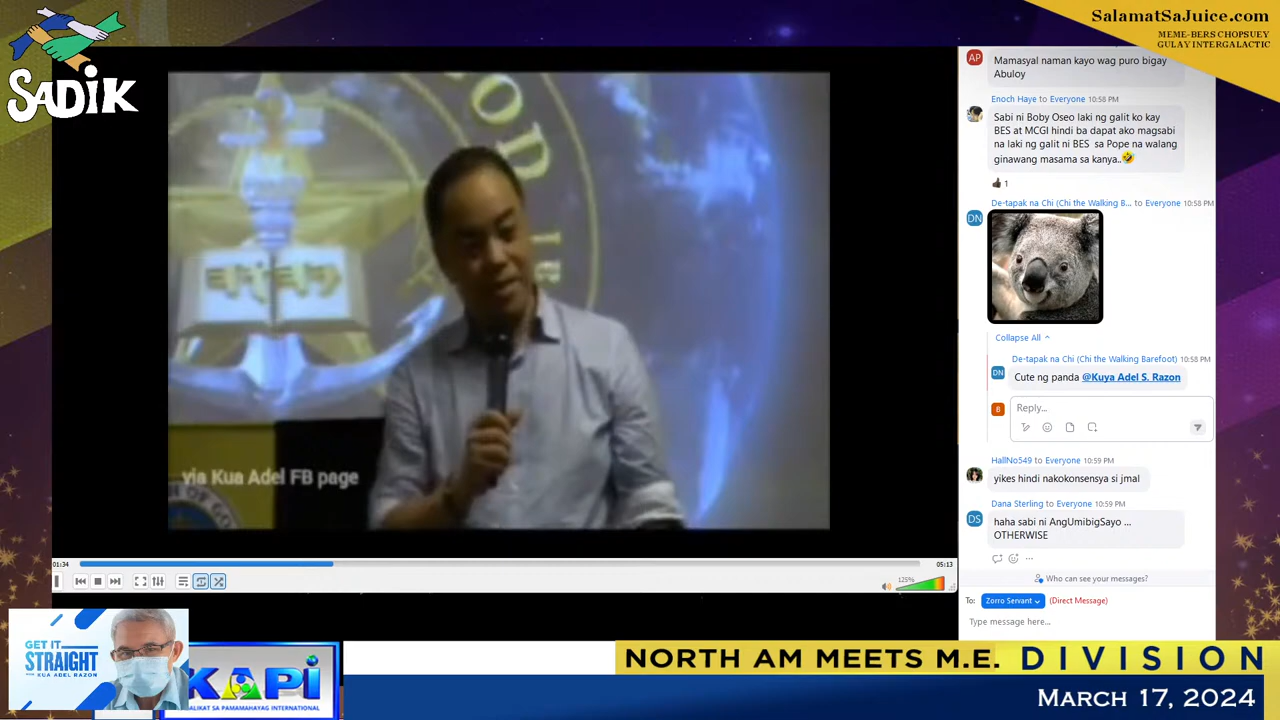 SADiK
SalamatSaJuice.com
MEME-BERS CHOPSUEY
GULAY INTERGALACTIC
via Kua Adel FB page
01:34
05:13
125%
AP
Mamasyal naman kayo wag puro bigay
Abuloy
Enoch Haye to Everyone 10:58 PM
Sabi ni Boby Oseo laki ng galit ko kay
BES at MCGI hindi ba dapat ako magsabi
na laki ng galit ni BES sa Pope na walang
ginawang masama sa kanya..🤣
1
De-tapak na Chi (Chi the Walking B... to Everyone 10:58 PM
DN
Collapse All
De-tapak na Chi (Chi the Walking Barefoot) 10:58 PM
DN
Cute ng panda @Kuya Adel S. Razon
B
Reply...
HallNo549 to Everyone 10:59 PM
yikes hindi nakokonsensya si jmal
Dana Sterling to Everyone 10:59 PM
DS
haha sabi ni AngUmibigSayo ...
OTHERWISE
Who can see your messages?
To: Zorro Servant (Direct Message)
Type message here...
GET IT
STRAIGHT
KUA ADEL RAZON
KAPi
ALIKAT SA PAMAMAHAYAG INTERNATIONAL
NORTH AM MEETS M.E. DIVISION
MARCH 17, 2024